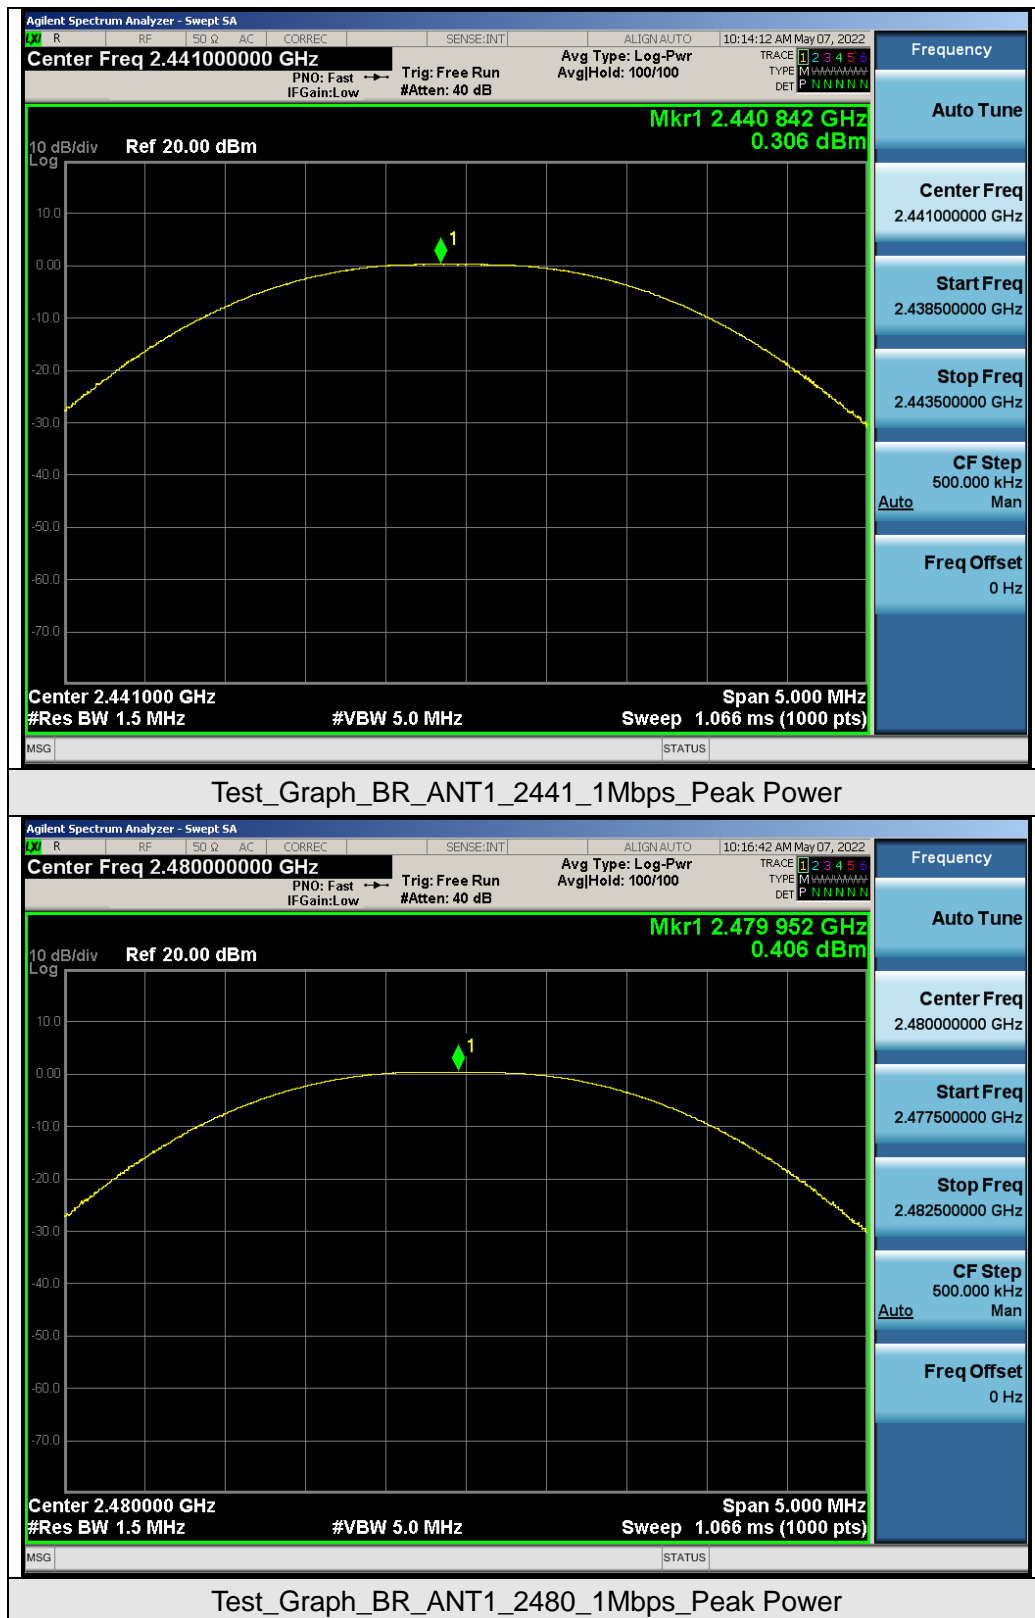 Agilent Spectrum Analyzer - Swept SA
LXI R RF 50 Ω AC CORREC SENSE:INT ALIGN AUTO 10:14:12 AM May 07, 2022
Center Freq 2.441000000 GHz
PNO: Fast
IFGain:Low
Trig: Free Run
#Atten: 40 dB
Avg Type: Log-Pwr
Avg|Hold: 100/100
TRACE 1 2 3 4 5 6
TYPE M WWWWW
DET P N N N N N
Frequency
Auto Tune
Center Freq
2.441000000 GHz
Start Freq
2.438500000 GHz
Stop Freq
2.443500000 GHz
CF Step
500.000 kHz
Auto Man
Freq Offset
0 Hz
Mkr1 2.440 842 GHz
0.306 dBm
10 dB/div Ref 20.00 dBm
Log
10.0
1
0.00
-10.0
-20.0
-30.0
-40.0
-50.0
-60.0
-70.0
Center 2.441000 GHz Span 5.000 MHz
#Res BW 1.5 MHz #VBW 5.0 MHz Sweep 1.066 ms (1000 pts)
MSG STATUS
Test_Graph_BR_ANT1_2441_1Mbps_Peak Power
Agilent Spectrum Analyzer - Swept SA
LXI R RF 50 Ω AC CORREC SENSE:INT ALIGN AUTO 10:16:42 AM May 07, 2022
Center Freq 2.480000000 GHz
PNO: Fast
IFGain:Low
Trig: Free Run
#Atten: 40 dB
Avg Type: Log-Pwr
Avg|Hold: 100/100
TRACE 1 2 3 4 5 6
TYPE M WWWWW
DET P N N N N N
Frequency
Auto Tune
Center Freq
2.480000000 GHz
Start Freq
2.477500000 GHz
Stop Freq
2.482500000 GHz
CF Step
500.000 kHz
Auto Man
Freq Offset
0 Hz
Mkr1 2.479 952 GHz
0.406 dBm
10 dB/div Ref 20.00 dBm
Log
10.0
1
0.00
-10.0
-20.0
-30.0
-40.0
-50.0
-60.0
-70.0
Center 2.480000 GHz Span 5.000 MHz
#Res BW 1.5 MHz #VBW 5.0 MHz Sweep 1.066 ms (1000 pts)
MSG STATUS
Test_Graph_BR_ANT1_2480_1Mbps_Peak Power